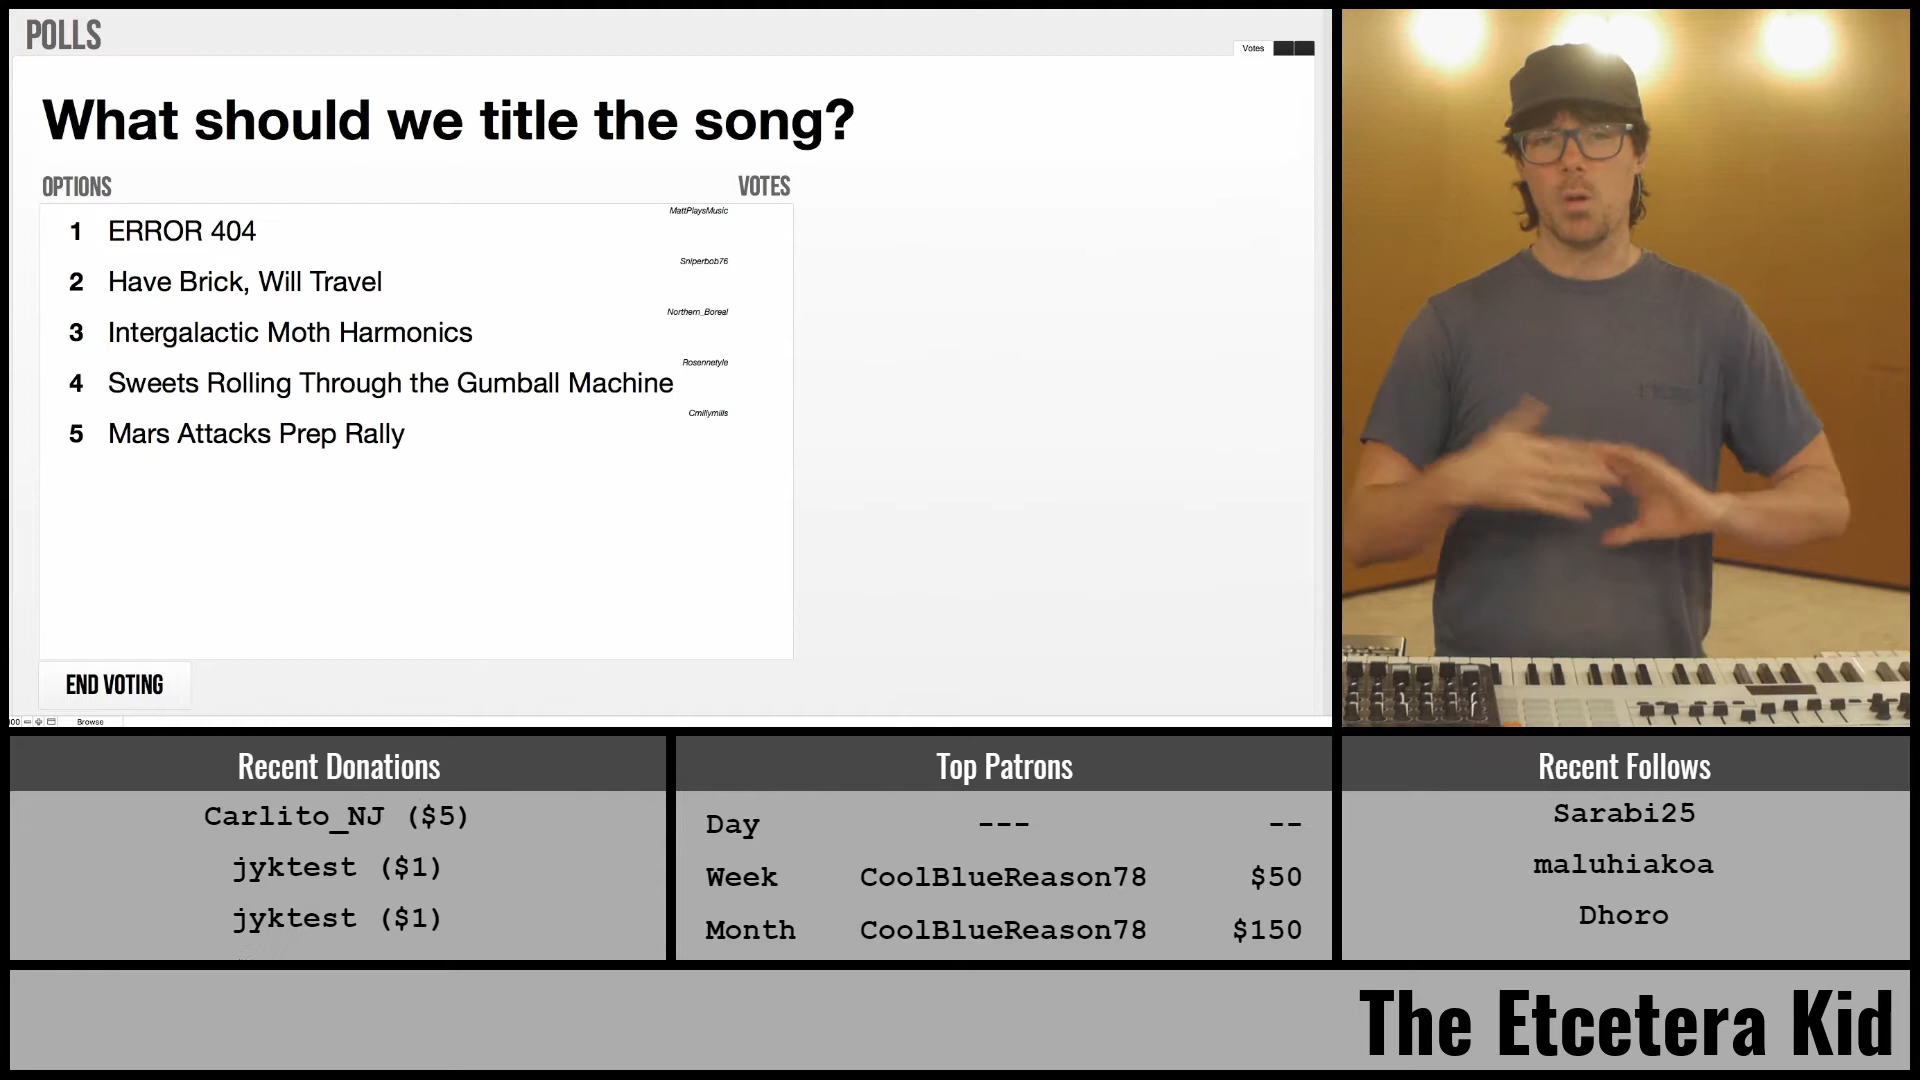 POLLS
Votes
What should we title the song?
OPTIONS VOTES
MattPlaysMusic
1 ERROR 404
Sniperbob76
2 Have Brick, Will Travel
Northern_Boreal
3 Intergalactic Moth Harmonics
Rosennetyle
4 Sweets Rolling Through the Gumball Machine
Cmillymills
5 Mars Attacks Prep Rally
END VOTING
Browse
Recent Donations
Carlito_NJ ($5)
jyktest ($1)
jyktest ($1)
Top Patrons
Day --- --
Week CoolBlueReason78 $50
Month CoolBlueReason78 $150
Recent Follows
Sarabi25
maluhiakoa
Dhoro
The Etcetera Kid